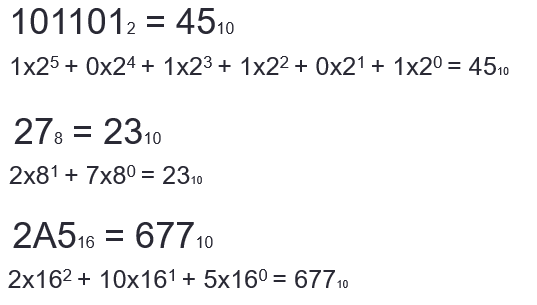 101101₂ = 45₁₀
1x2⁵ + 0x2⁴ + 1x2³ + 1x2² + 0x2¹ + 1x2⁰ = 45₁₀
27₈ = 23₁₀
2x8¹ + 7x8⁰ = 23₁₀
2A5₁₆ = 677₁₀
2x16² + 10x16¹ + 5x16⁰ = 677₁₀